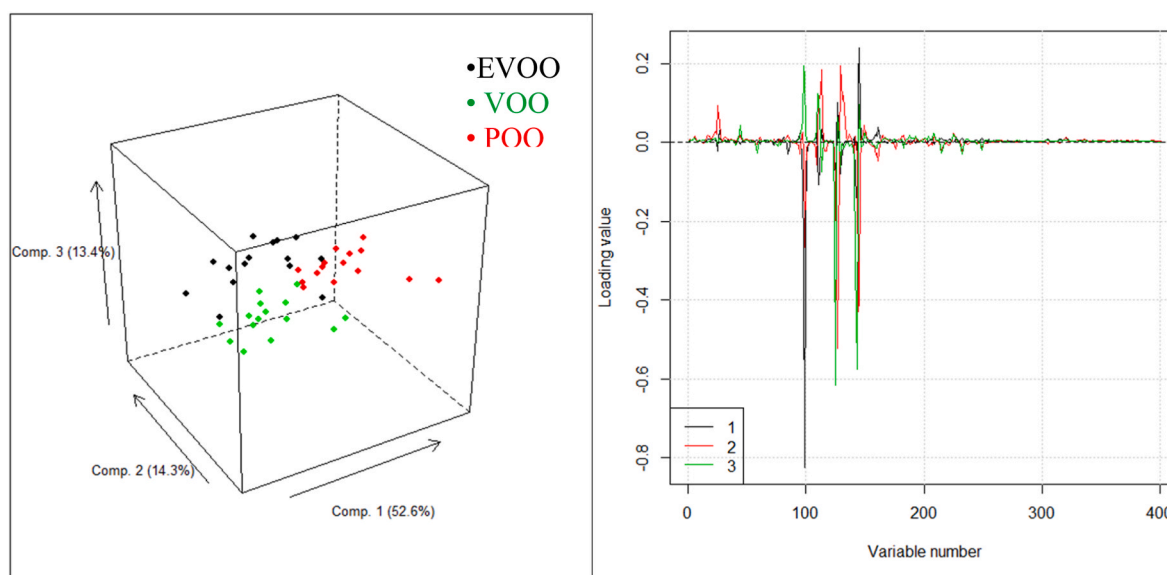 •EVOO
• VOO
• POO
Comp. 3 (13.4%)
Comp. 2 (14.3%)
Comp. 1 (52.6%)
Loading value
0.2
0.0
-0.2
-0.4
-0.6
-0.8
1
2
3
0 100 200 300 400
Variable number